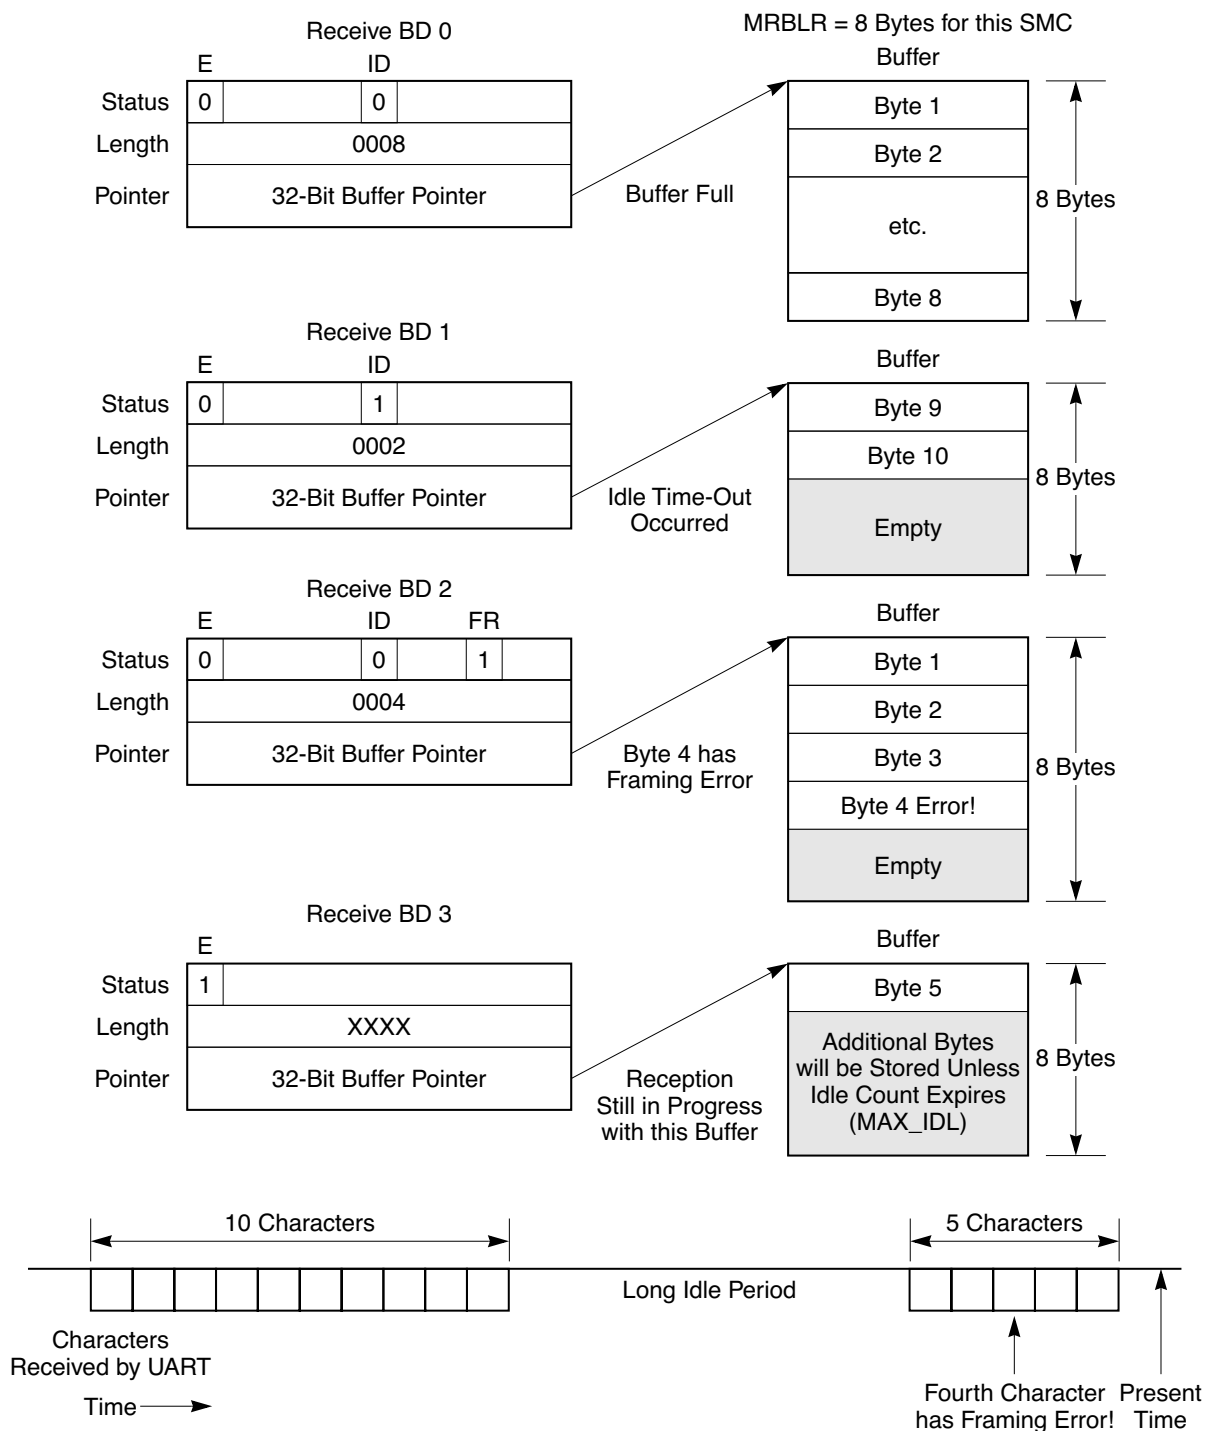 Receive BD 0
MRBLR = 8 Bytes for this SMC
E ID
Buffer
Status 0 0
Byte 1
Length 0008
Byte 2
Pointer 32-Bit Buffer Pointer
Buffer Full
8 Bytes
etc.
Byte 8
Receive BD 1
E ID
Buffer
Status 0 1
Byte 9
Length 0002
Byte 10
Pointer 32-Bit Buffer Pointer
Idle Time-Out
Occurred
8 Bytes
Empty
Receive BD 2
E ID FR
Buffer
Status 0 0 1
Byte 1
Length 0004
Byte 2
Pointer 32-Bit Buffer Pointer
Byte 4 has
Framing Error
Byte 3
8 Bytes
Byte 4 Error!
Empty
Receive BD 3
E
Buffer
Status 1
Byte 5
Length XXXX
Pointer 32-Bit Buffer Pointer
Reception
Still in Progress
with this Buffer
Additional Bytes
will be Stored Unless
Idle Count Expires
(MAX_IDL)
8 Bytes
10 Characters
5 Characters
Long Idle Period
Characters
Received by UART
Time
Fourth Character
has Framing Error!
Present
Time